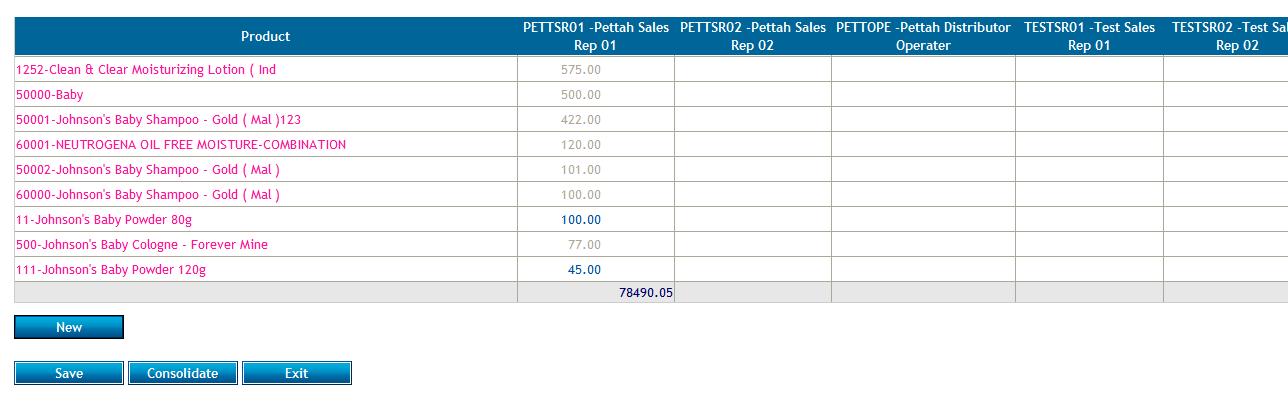 Product PETTSR01 -Pettah Sales Rep 01 PETTSR02 -Pettah Sales Rep 02 PETTOPE -Pettah Distributor Operater TESTSR01 -Test Sales Rep 01 TESTSR02 -Test Sal Rep 02
1252-Clean & Clear Moisturizing Lotion ( Ind 575.00
50000-Baby 500.00
50001-Johnson's Baby Shampoo - Gold ( Mal )123 422.00
60001-NEUTROGENA OIL FREE MOISTURE-COMBINATION 120.00
50002-Johnson's Baby Shampoo - Gold ( Mal ) 101.00
60000-Johnson's Baby Shampoo - Gold ( Mal ) 100.00
11-Johnson's Baby Powder 80g 100.00
500-Johnson's Baby Cologne - Forever Mine 77.00
111-Johnson's Baby Powder 120g 45.00
78490.05
New
Save Consolidate Exit